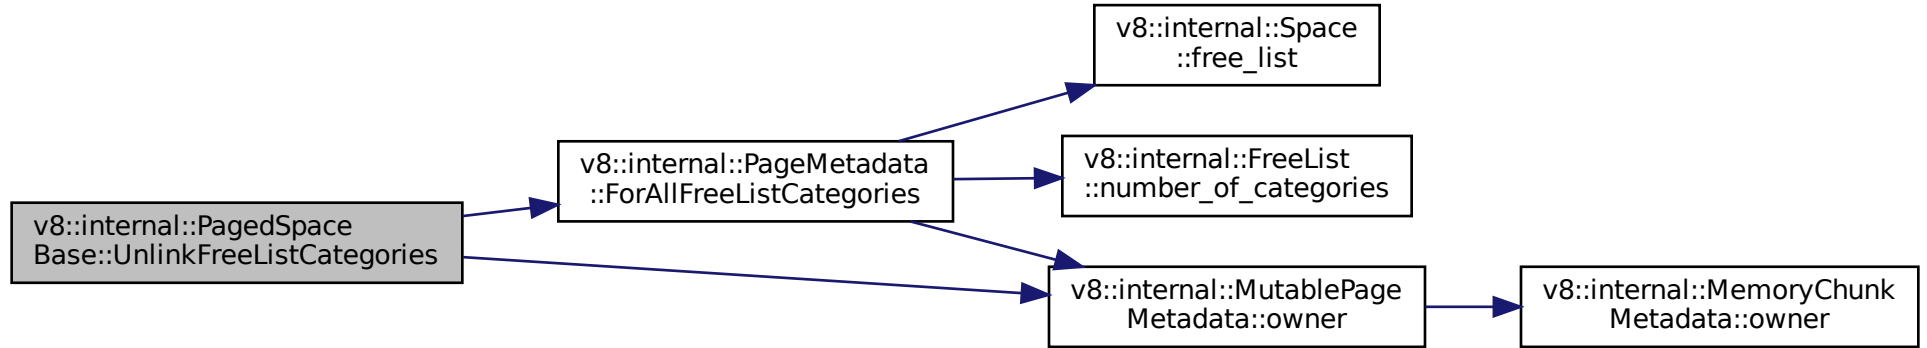 v8::internal::PagedSpace
Base::UnlinkFreeListCategories
v8::internal::PageMetadata
::ForAllFreeListCategories
v8::internal::Space
::free_list
v8::internal::FreeList
::number_of_categories
v8::internal::MutablePage
Metadata::owner
v8::internal::MemoryChunk
Metadata::owner